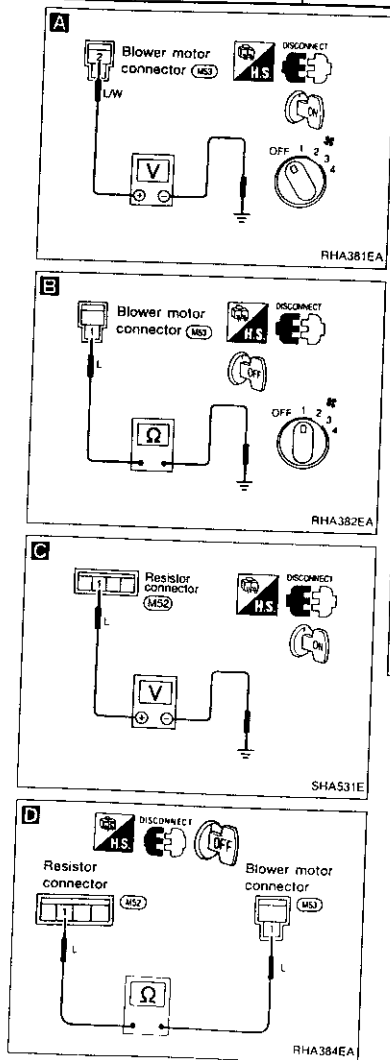 A
2
Blower motor
connector M53
H.S.
DISCONNECT
L/W
ON
V
OFF 1 2 3 4
RHA381EA
B
Blower motor
connector M53
H.S.
DISCONNECT
1
L
OFF
Ω
OFF 1 2 3 4
RHA382EA
C
Resistor
connector
M52
1
L
H.S.
DISCONNECT
ON
V
SHA531E
D
H.S.
DISCONNECT
OFF
Resistor
connector
M52
Blower motor
connector
M53
1
1
L
L
Ω
RHA384EA